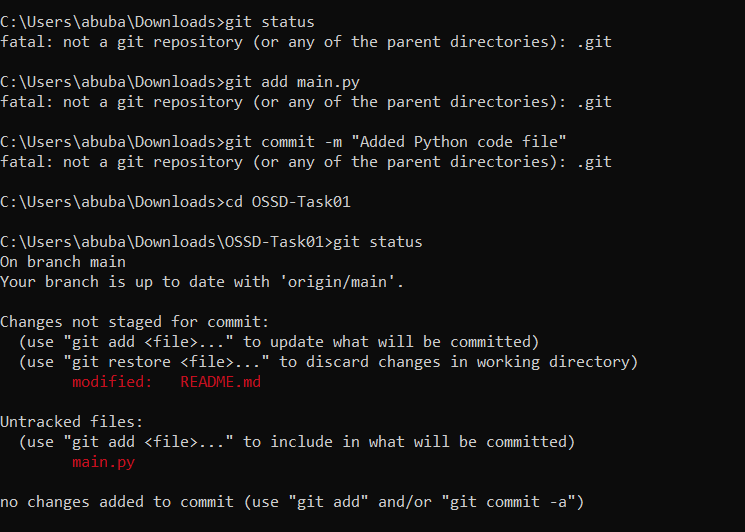 C:\Users\abuba\Downloads>git status
fatal: not a git repository (or any of the parent directories): .git
C:\Users\abuba\Downloads>git add main.py
fatal: not a git repository (or any of the parent directories): .git
C:\Users\abuba\Downloads>git commit -m "Added Python code file"
fatal: not a git repository (or any of the parent directories): .git
C:\Users\abuba\Downloads>cd OSSD-Task01
C:\Users\abuba\Downloads\OSSD-Task01>git status
On branch main
Your branch is up to date with 'origin/main'.
Changes not staged for commit:
  (use "git add <file>..." to update what will be committed)
  (use "git restore <file>..." to discard changes in working directory)
        modified:   README.md
Untracked files:
  (use "git add <file>..." to include in what will be committed)
        main.py
no changes added to commit (use "git add" and/or "git commit -a")